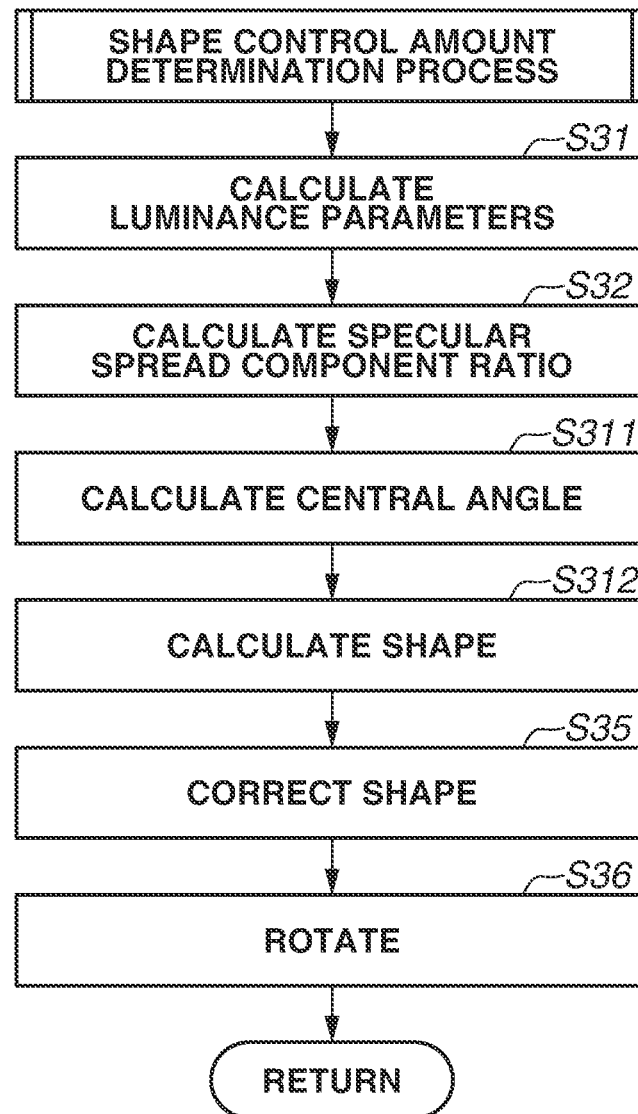 SHAPE CONTROL AMOUNT
DETERMINATION PROCESS
S31
CALCULATE
LUMINANCE PARAMETERS
S32
CALCULATE SPECULAR
SPREAD COMPONENT RATIO
S311
CALCULATE CENTRAL ANGLE
S312
CALCULATE SHAPE
S35
CORRECT SHAPE
S36
ROTATE
RETURN